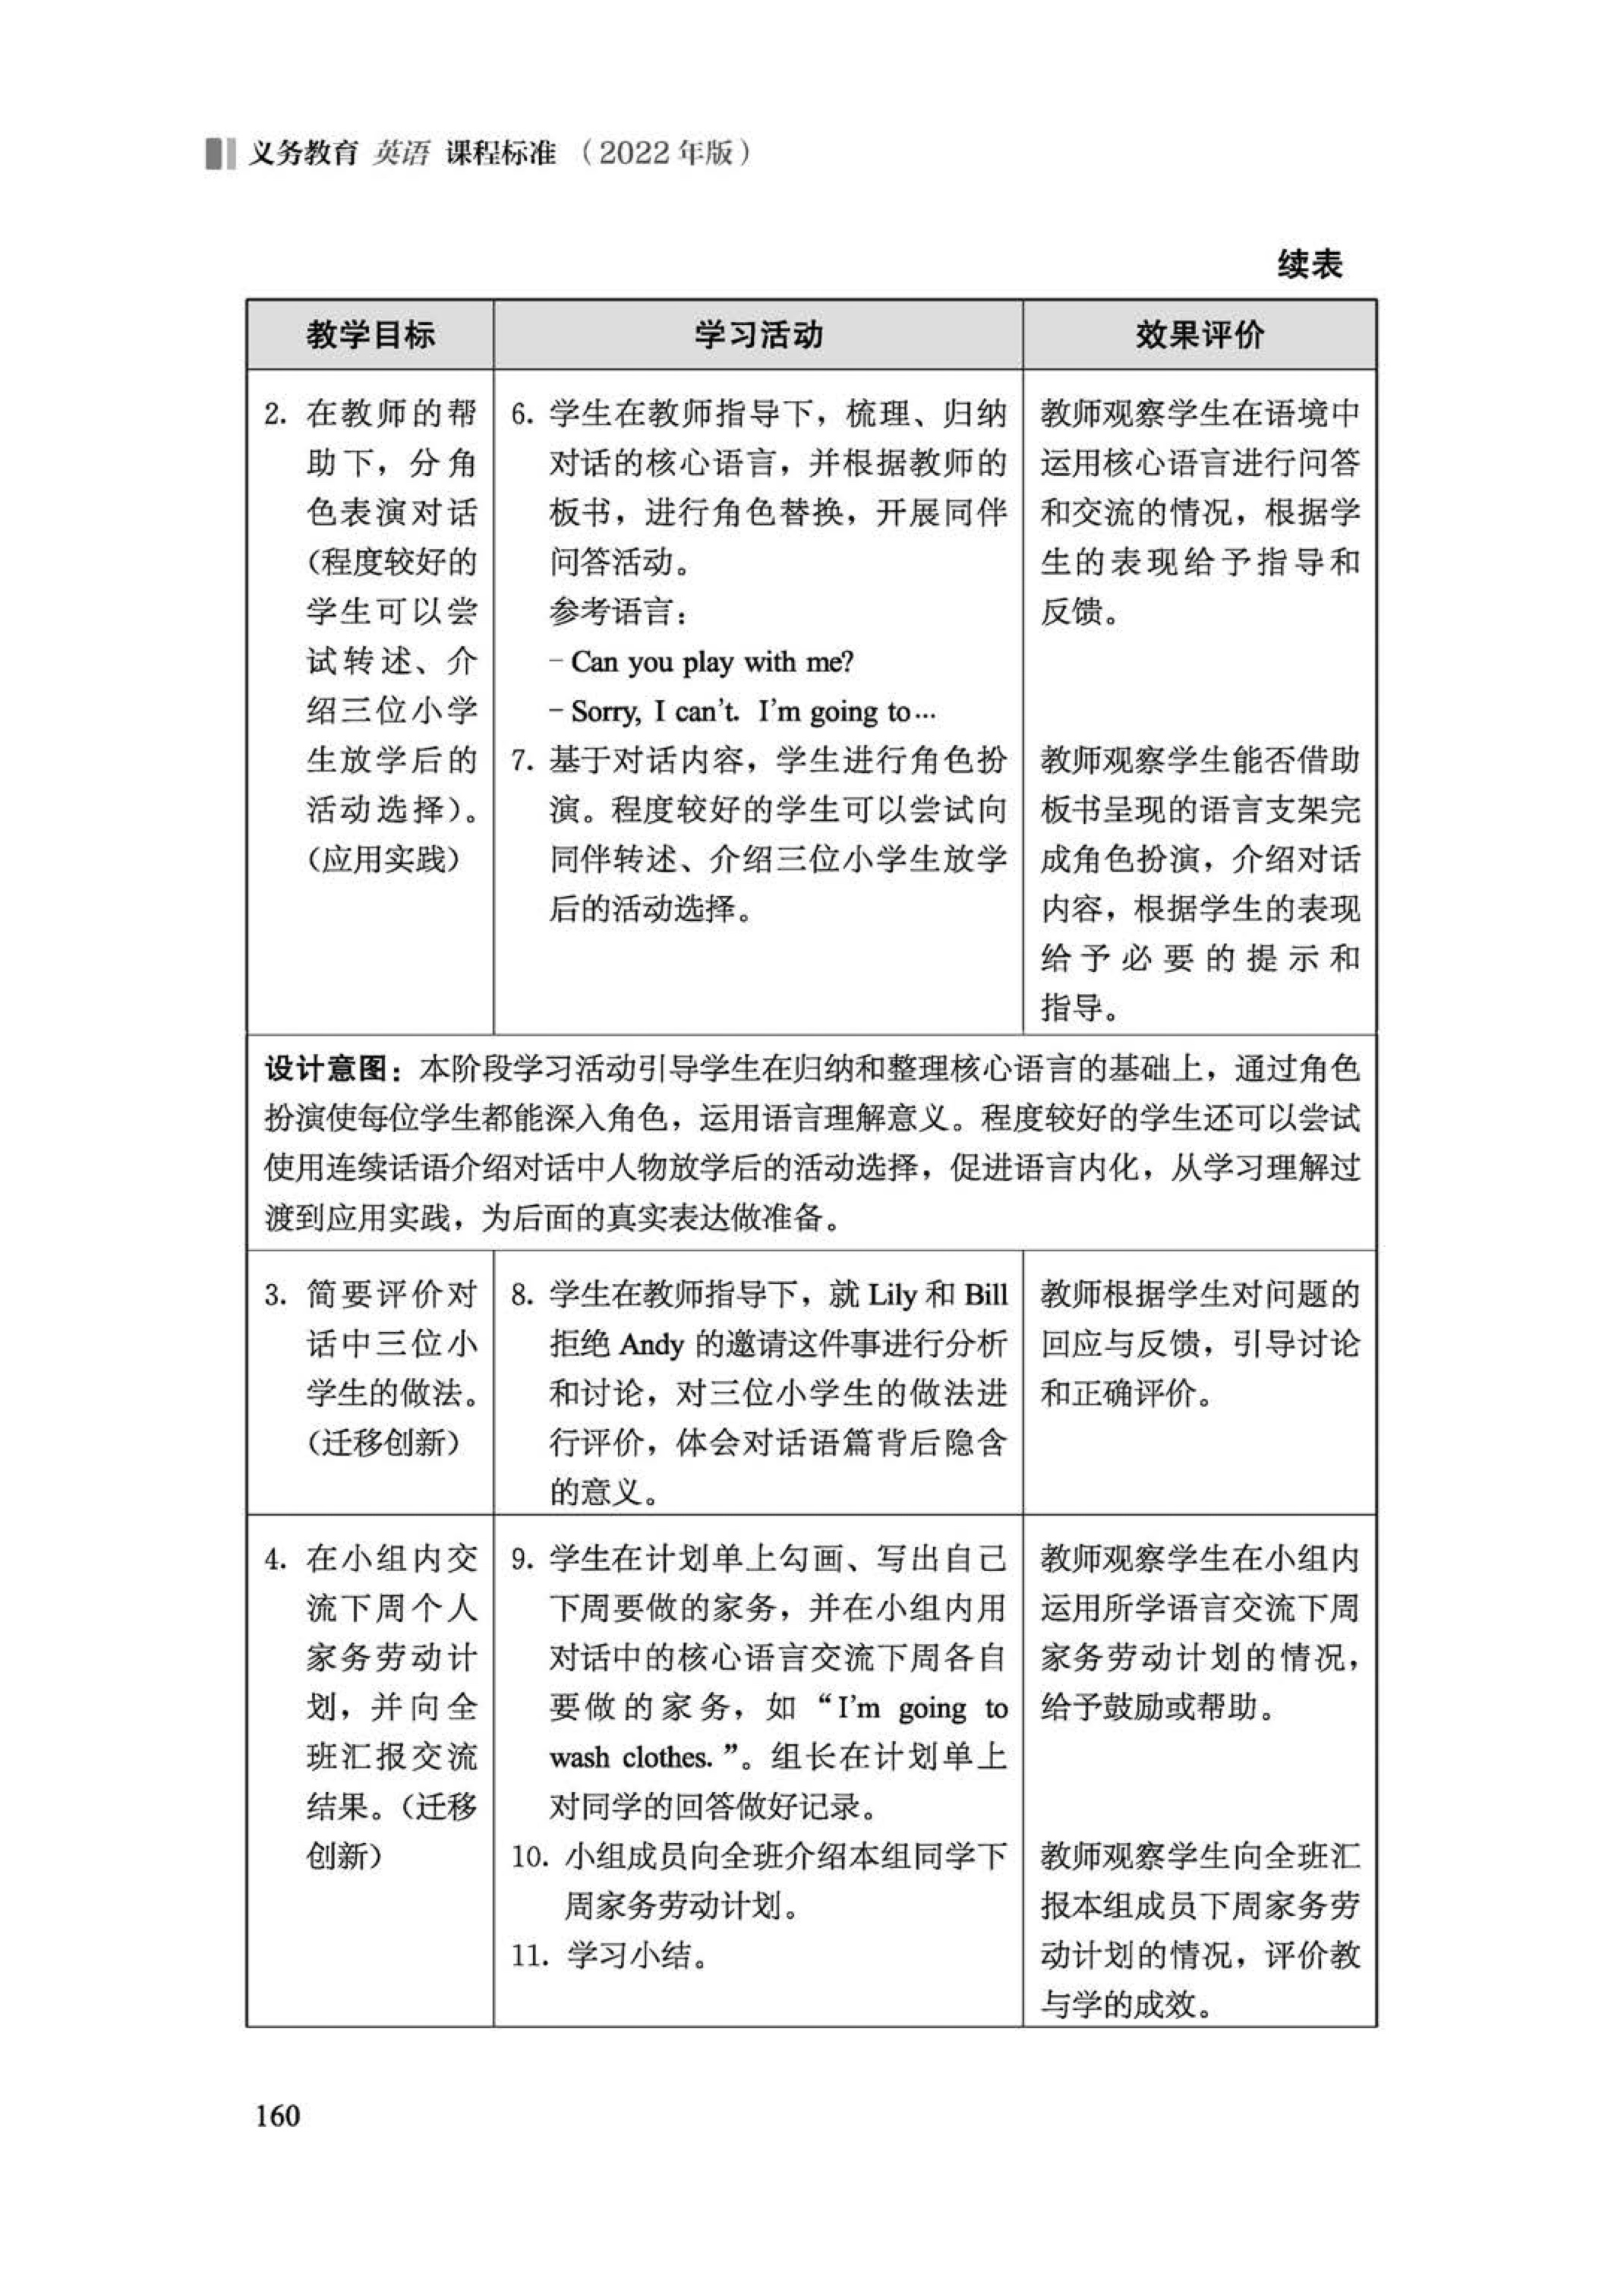 义务教育 英语 课程标准（2022年版）
续表
教学目标
学习活动
效果评价
2. 在教师的帮
助下，分角
色表演对话
（程度较好的
学生可以尝
试转述、介
绍三位小学
生放学后的
活动选择）。
（应用实践）
6. 学生在教师指导下，梳理、归纳
对话的核心语言，并根据教师的
板书，进行角色替换，开展同伴
问答活动。
参考语言：
– Can you play with me?
– Sorry, I can't. I'm going to…
7. 基于对话内容，学生进行角色扮
演。程度较好的学生可以尝试向
同伴转述、介绍三位小学生放学
后的活动选择。
教师观察学生在语境中
运用核心语言进行问答
和交流的情况，根据学
生的表现给予指导和
反馈。
教师观察学生能否借助
板书呈现的语言支架完
成角色扮演，介绍对话
内容，根据学生的表现
给予必要的提示和
指导。
设计意图：本阶段学习活动引导学生在归纳和整理核心语言的基础上，通过角色
扮演使每位学生都能深入角色，运用语言理解意义。程度较好的学生还可以尝试
使用连续话语介绍对话中人物放学后的活动选择，促进语言内化，从学习理解过
渡到应用实践，为后面的真实表达做准备。
3. 简要评价对
话中三位小
学生的做法。
（迁移创新）
8. 学生在教师指导下，就 Lily 和 Bill
拒绝 Andy 的邀请这件事进行分析
和讨论，对三位小学生的做法进
行评价，体会对话语篇背后隐含
的意义。
教师根据学生对问题的
回应与反馈，引导讨论
和正确评价。
4. 在小组内交
流下周个人
家务劳动计
划，并向全
班汇报交流
结果。（迁移
创新）
9. 学生在计划单上勾画、写出自己
下周要做的家务，并在小组内用
对话中的核心语言交流下周各自
要做的家务，如“I'm going to
wash clothes.”。组长在计划单上
对同学的回答做好记录。
10. 小组成员向全班介绍本组同学下
周家务劳动计划。
11. 学习小结。
教师观察学生在小组内
运用所学语言交流下周
家务劳动计划的情况，
给予鼓励或帮助。
教师观察学生向全班汇
报本组成员下周家务劳
动计划的情况，评价教
与学的成效。
160